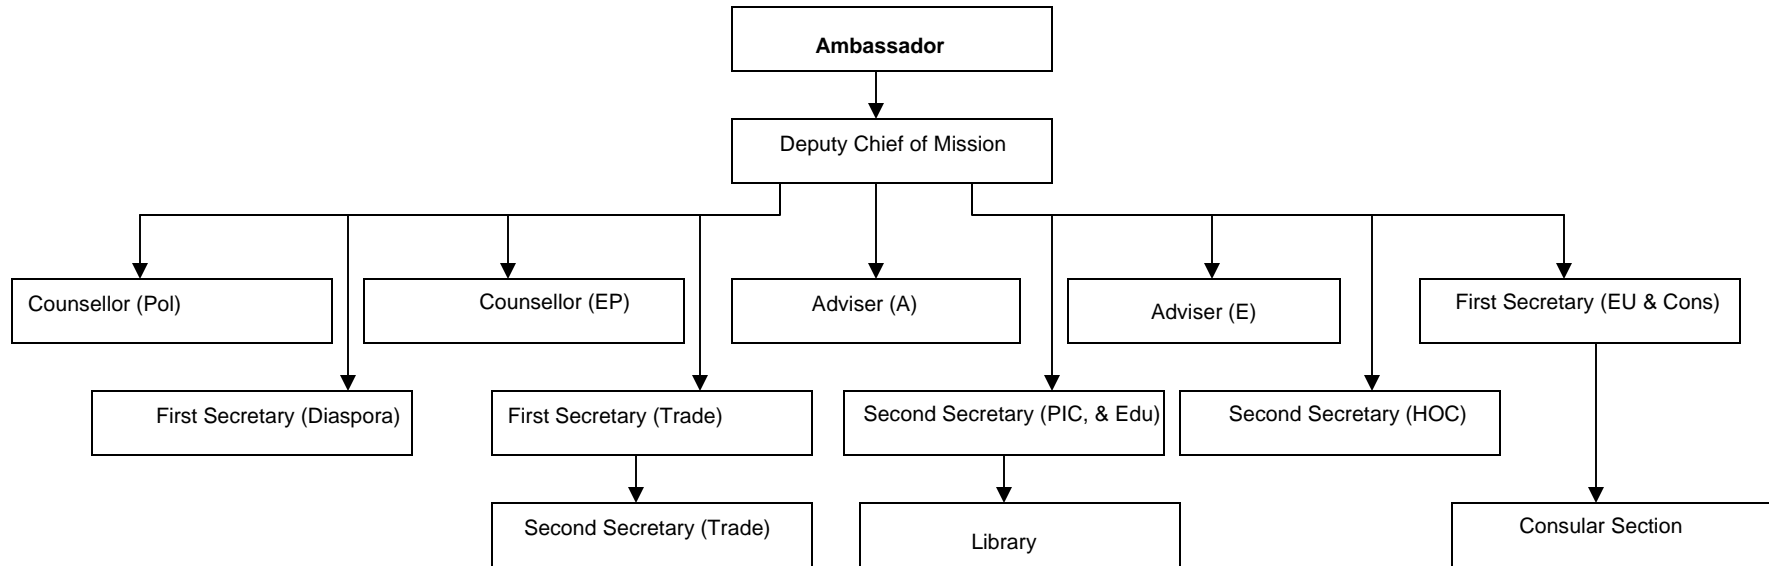 Ambassador
Deputy Chief of Mission
Counsellor (Pol)
Counsellor (EP)
Adviser (A)
Adviser (E)
First Secretary (EU & Cons)
First Secretary (Diaspora)
First Secretary (Trade)
Second Secretary (PIC, & Edu)
Second Secretary (HOC)
Second Secretary (Trade)
Library
Consular Section